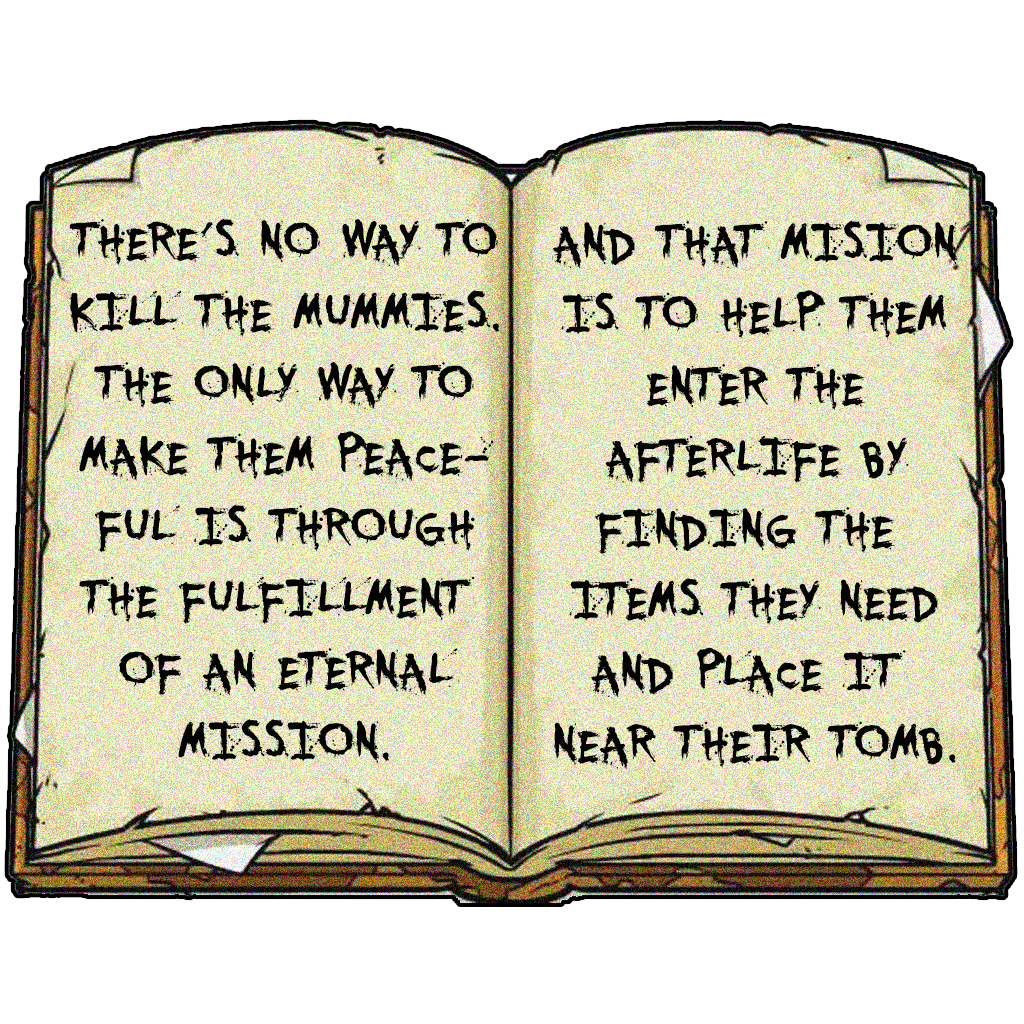 THERE'S NO WAY TO
KILL THE MUMMIES.
THE ONLY WAY TO
MAKE THEM PEACE-
FUL IS THROUGH
THE FULFILLMENT
OF AN ETERNAL
MISSION.
AND THAT MISION
IS TO HELP THEM
ENTER THE
AFTERLIFE BY
FINDING THE
ITEMS THEY NEED
AND PLACE IT
NEAR THEIR TOMB.